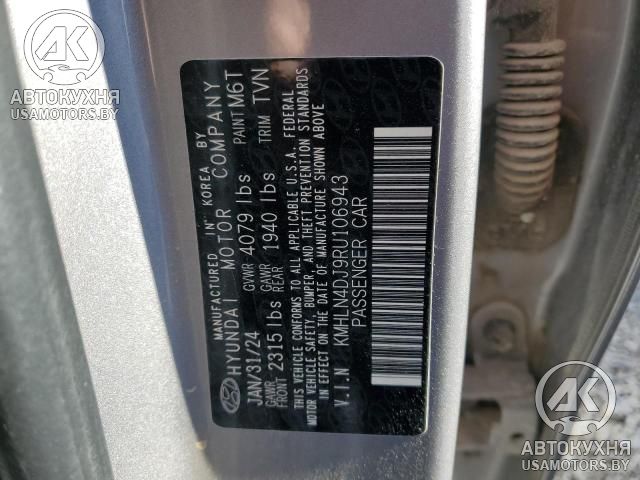 MANUFACTURED IN KOREA BY
HYUNDAI MOTOR COMPANY
JAN/31/24 GVWR 4079 lbs PAINT M6T
GAWR FRONT 2315 lbs GAWR REAR 1940 lbs TRIM TVN
THIS VEHICLE CONFORMS TO ALL APPLICABLE U.S.A. FEDERAL
MOTOR VEHICLE SAFETY, BUMPER, AND THEFT PREVENTION STANDARDS
IN EFFECT ON THE DATE OF MANUFACTURE SHOWN ABOVE
V.I.N KMHLN4DJ9RU106943
PASSENGER CAR
AK
АВТОКУХНЯ
USAMOTORS.BY
AK
АВТОКУХНЯ
USAMOTORS.BY